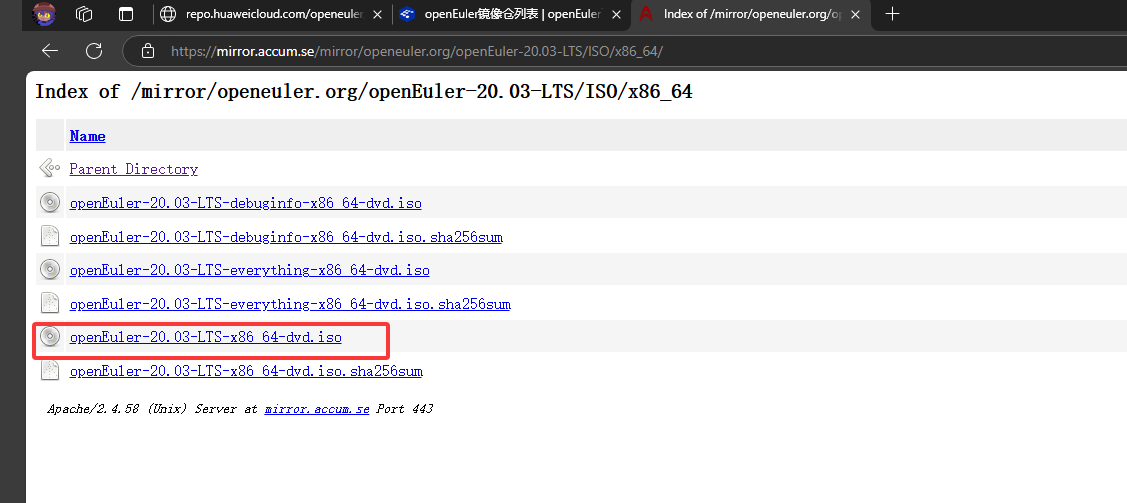 repo.huaweicloud.com/openeuler
openEuler镜像仓列表 | openEuler
Index of /mirror/openeuler.org/o
https://mirror.accum.se/mirror/openeuler.org/openEuler-20.03-LTS/ISO/x86_64/
Index of /mirror/openeuler.org/openEuler-20.03-LTS/ISO/x86_64
Name
Parent Directory
openEuler-20.03-LTS-debuginfo-x86_64-dvd.iso
openEuler-20.03-LTS-debuginfo-x86_64-dvd.iso.sha256sum
openEuler-20.03-LTS-everything-x86_64-dvd.iso
openEuler-20.03-LTS-everything-x86_64-dvd.iso.sha256sum
openEuler-20.03-LTS-x86_64-dvd.iso
openEuler-20.03-LTS-x86_64-dvd.iso.sha256sum
Apache/2.4.58 (Unix) Server at mirror.accum.se Port 443